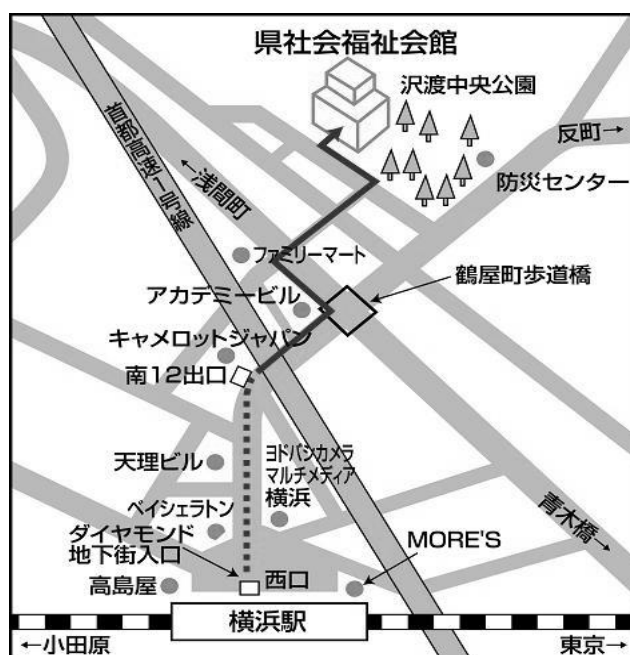 県社会福祉会館
沢渡中央公園
反町→
防災センター
首都高速1号線
←浅間町
ファミリーマート
アカデミービル
鶴屋町歩道橋
キャメロットジャパン
南12出口
天理ビル
ヨドバシカメラ
マルチメディア
横浜
ベイシェラトン
ダイヤモンド
地下街入口
青木橋→
MORE'S
高島屋
西口
横浜駅
←小田原
東京→